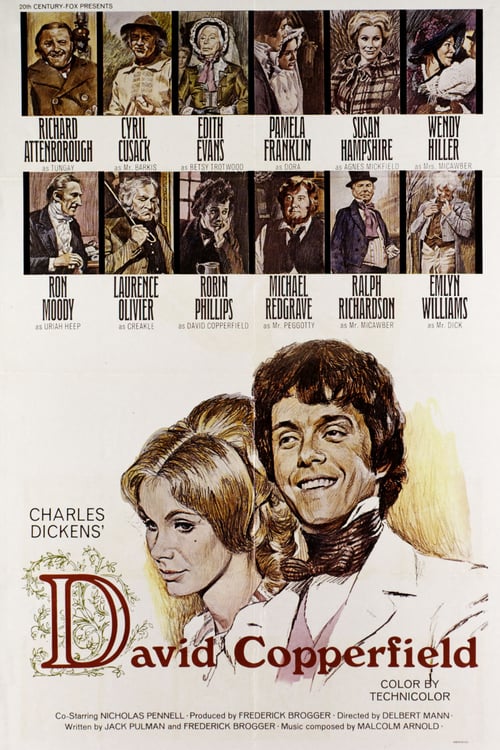 20th CENTURY-FOX PRESENTS
RICHARD ATTENBOROUGH
as TUNGAY
CYRIL CUSACK
as Mr. BARKIS
EDITH EVANS
as BETSY TROTWOOD
PAMELA FRANKLIN
as DORA
SUSAN HAMPSHIRE
as AGNES MICKFIELD
WENDY HILLER
as Mrs. MICAWBER
RON MOODY
as URIAH HEEP
LAURENCE OLIVIER
as CREAKLE
ROBIN PHILLIPS
as DAVID COPPERFIELD
MICHAEL REDGRAVE
as Mr. PEGGOTTY
RALPH RICHARDSON
as Mr. MICAWBER
EMLYN WILLIAMS
as Mr. DICK
CHARLES
DICKENS'
David Copperfield
COLOR BY
TECHNICOLOR
Co-Starring NICHOLAS PENNELL · Produced by FREDERICK BROGGER · Directed by DELBERT MANN ·
Written by JACK PULMAN and FREDERICK BROGGER · Music composed by MALCOLM ARNOLD ·